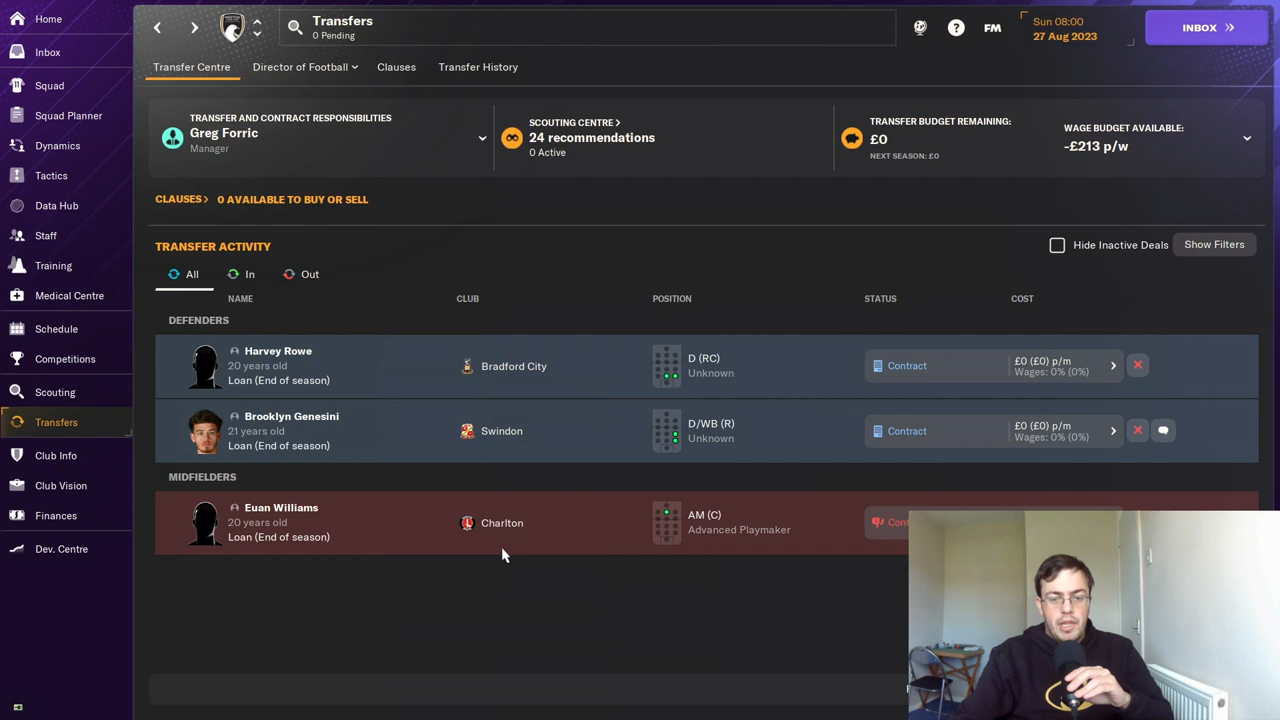 Home
Inbox
Squad
Squad Planner
Dynamics
Tactics
Data Hub
Staff
Training
Medical Centre
Schedule
Competitions
Scouting
Transfers
Club Info
Club Vision
Finances
Dev. Centre
Transfers
0 Pending
FM
Sun 08:00
27 Aug 2023
INBOX
Transfer Centre
Director of Football
Clauses
Transfer History
TRANSFER AND CONTRACT RESPONSIBILITIES
Greg Forric
Manager
SCOUTING CENTRE >
24 recommendations
0 Active
TRANSFER BUDGET REMAINING:
£0
NEXT SEASON: £0
WAGE BUDGET AVAILABLE:
-£213 p/w
CLAUSES > 0 AVAILABLE TO BUY OR SELL
TRANSFER ACTIVITY
Hide Inactive Deals
Show Filters
All
In
Out
NAME CLUB POSITION STATUS COST
DEFENDERS
Harvey Rowe
20 years old
Loan (End of season)
Bradford City
D (RC)
Unknown
Contract
£0 (£0) p/m
Wages: 0% (0%)
Brooklyn Genesini
21 years old
Loan (End of season)
Swindon
D/WB (R)
Unknown
Contract
£0 (£0) p/m
Wages: 0% (0%)
MIDFIELDERS
Euan Williams
20 years old
Loan (End of season)
Charlton
AM (C)
Advanced Playmaker